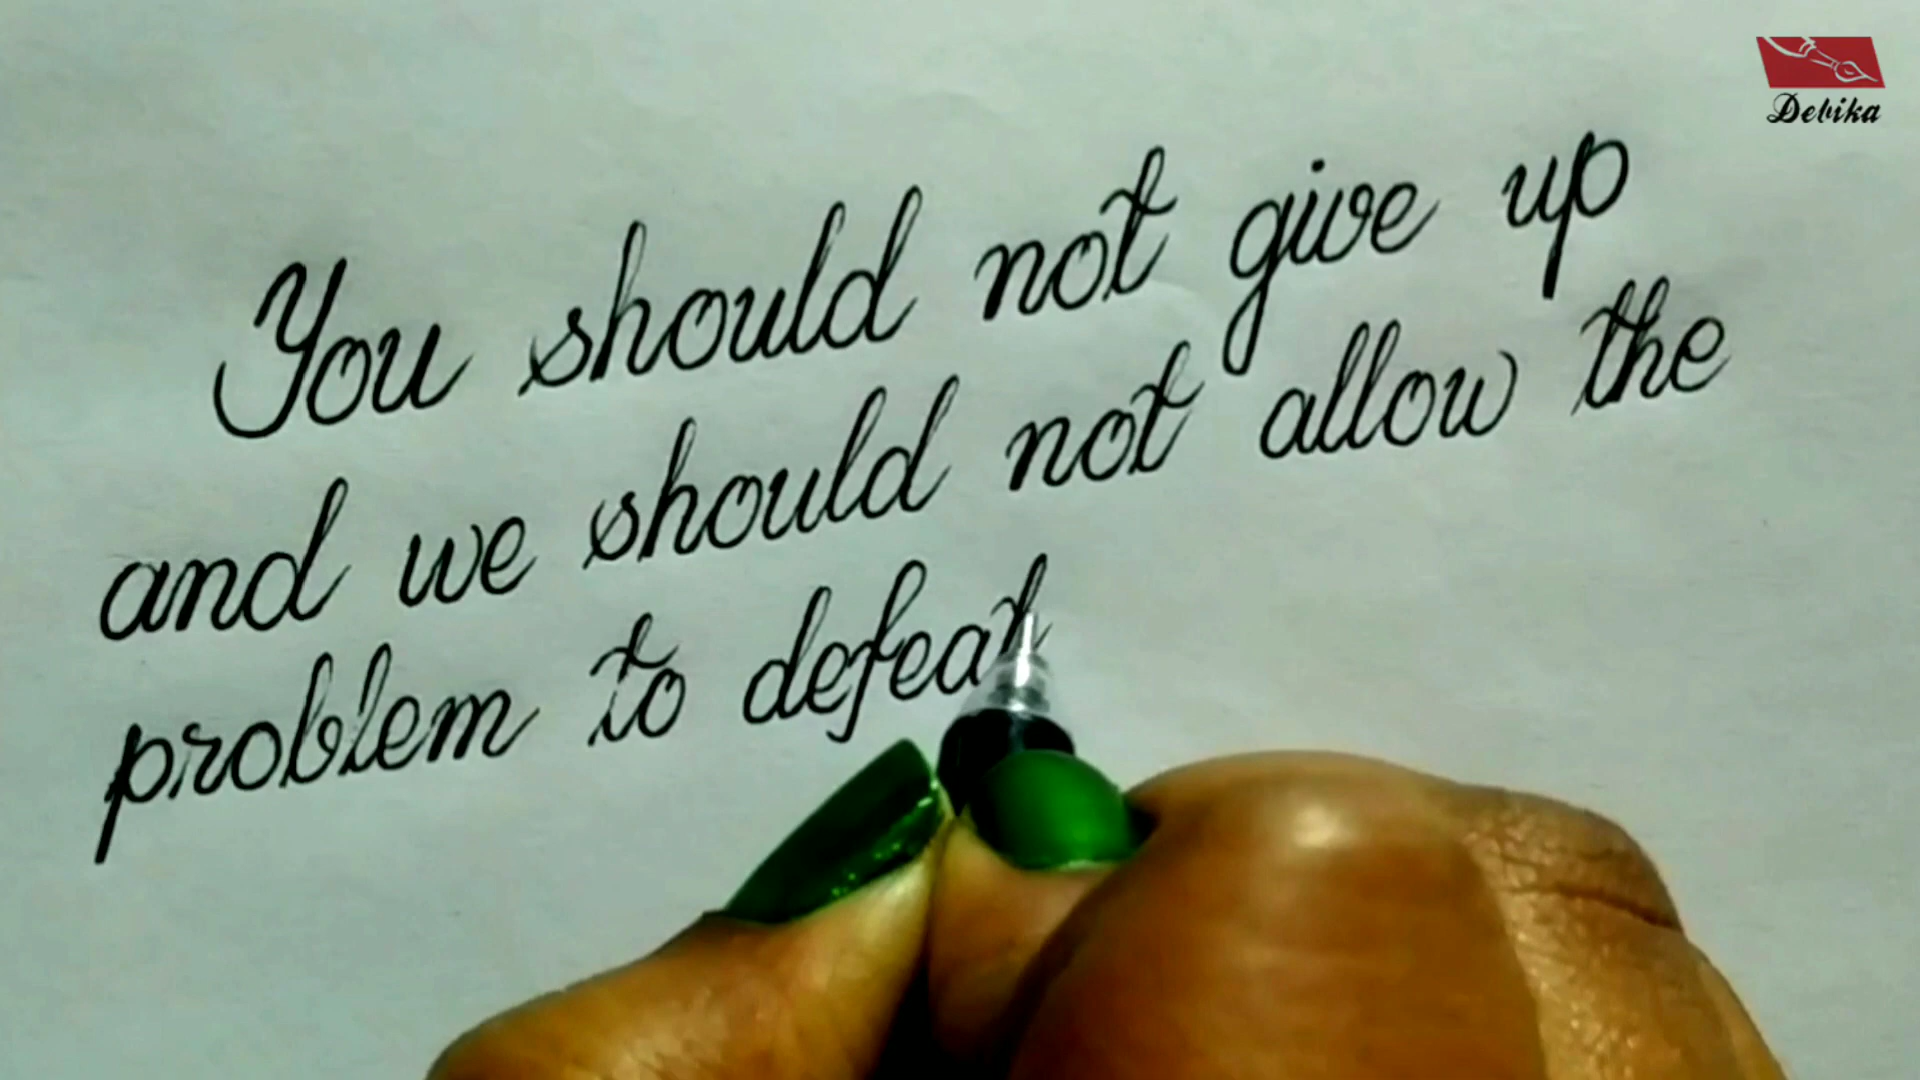 Debika
You should not give up
and we should not allow the
problem to defeat